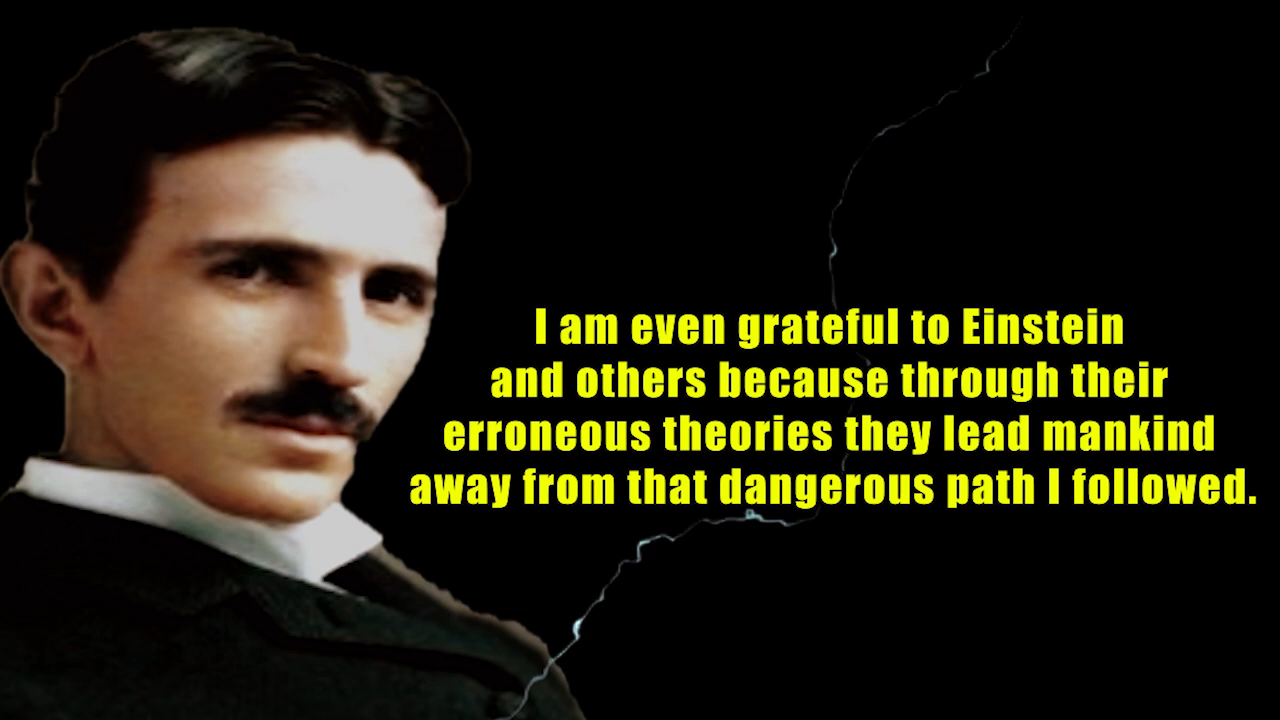 I am even grateful to Einstein
and others because through their
erroneous theories they lead mankind
away from that dangerous path I followed.